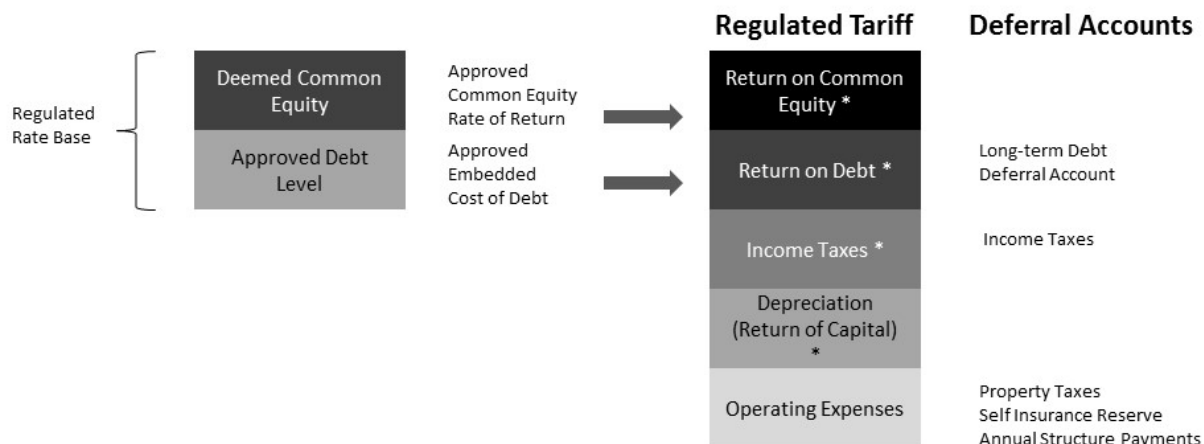 Regulated Tariff
Deferral Accounts
Regulated
Rate Base
Deemed Common
Equity
Approved
Common Equity
Rate of Return
Return on Common
Equity *
Approved Debt
Level
Approved
Embedded
Cost of Debt
Return on Debt *
Long-term Debt
Deferral Account
Income Taxes *
Income Taxes
Depreciation
(Return of Capital)
*
Operating Expenses
Property Taxes
Self Insurance Reserve
Annual Structure Payments